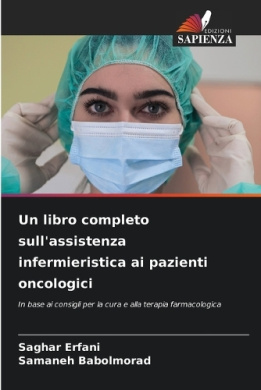 EDIZIONI
SAPIENZA
Un libro completo
sull'assistenza
infermieristica ai pazienti
oncologici
In base ai consigli per la cura e alla terapia farmacologica
Saghar Erfani
Samaneh Babolmorad